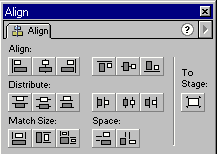 Align
Align
?
Align:
To
Stage:
Distribute:
Match Size:
Space: